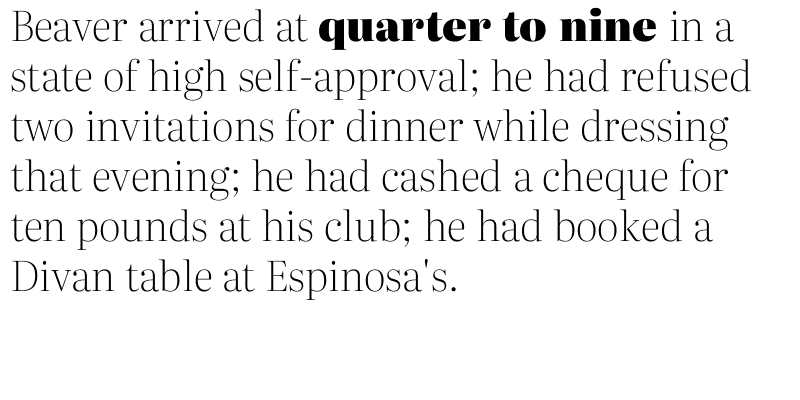 Beaver arrived at quarter to nine in a
state of high self-approval; he had refused
two invitations for dinner while dressing
that evening; he had cashed a cheque for
ten pounds at his club; he had booked a
Divan table at Espinosa's.